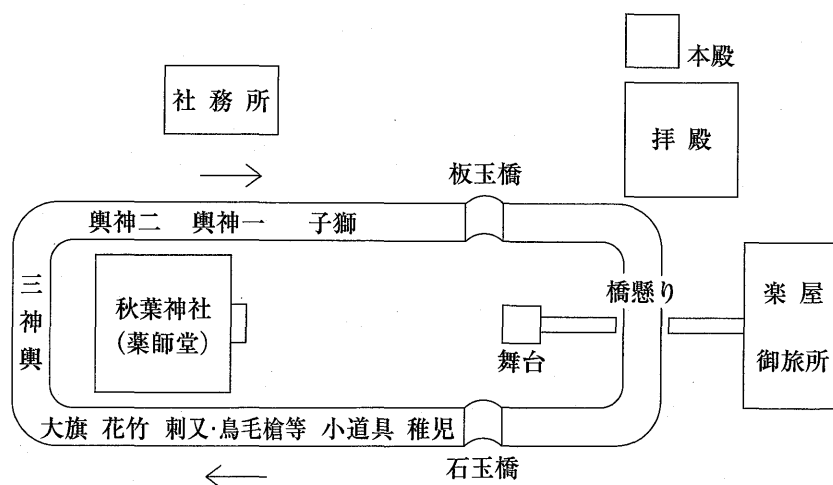 本殿
社務所
拝殿
板玉橋
輿神二 輿神一 子獅
三神輿
秋葉神社
(薬師堂)
橋懸り
楽屋
御旅所
舞台
大旗 花竹 刺又・鳥毛槍等 小道具 稚児
石玉橋